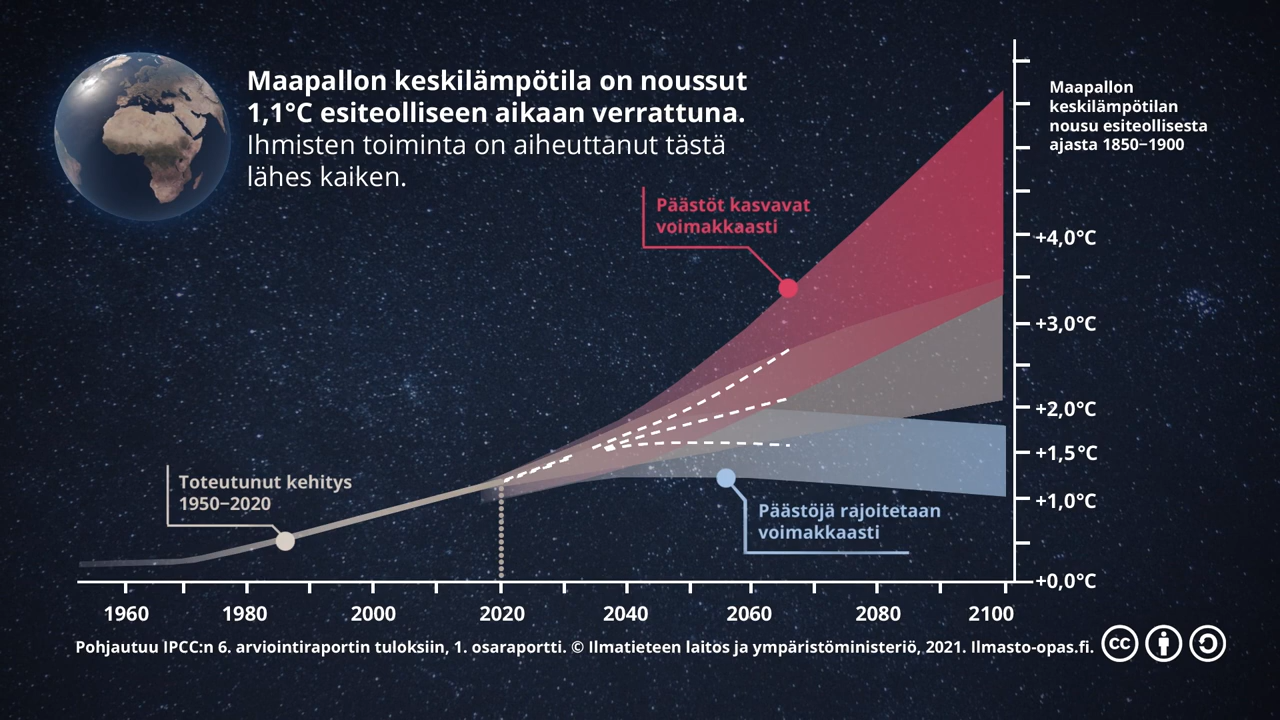 Maapallon keskilämpötila on noussut
1,1°C esiteolliseen aikaan verrattuna.
Ihmisten toiminta on aiheuttanut tästä
lähes kaiken.
Maapallon
keskilämpötilan
nousu esiteollisesta
ajasta 1850–1900
Päästöt kasvavat
voimakkaasti
+4,0°C
+3,0°C
+2,0°C
+1,5°C
+1,0°C
+0,0°C
Toteutunut kehitys
1950–2020
Päästöjä rajoitetaan
voimakkaasti
1960 1980 2000 2020 2040 2060 2080 2100
Pohjautuu IPCC:n 6. arviointiraportin tuloksiin, 1. osaraportti. © Ilmatieteen laitos ja ympäristöministeriö, 2021. Ilmasto-opas.fi.
cc